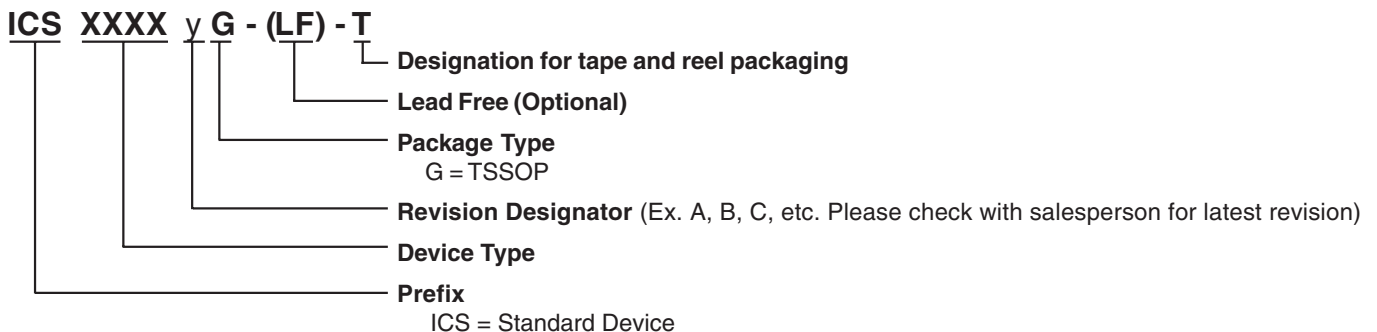 ICS XXXX y G - (LF) - T
Designation for tape and reel packaging
Lead Free (Optional)
Package Type
G = TSSOP
Revision Designator (Ex. A, B, C, etc. Please check with salesperson for latest revision)
Device Type
Prefix
ICS = Standard Device